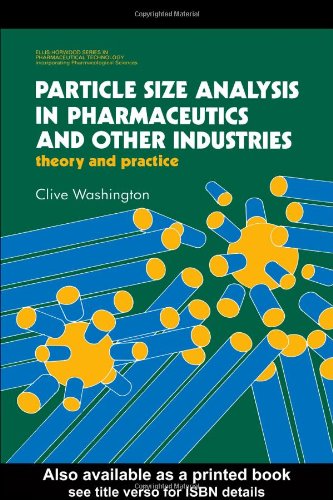 ELLIS HORWOOD SERIES IN
PHARMACEUTICAL TECHNOLOGY
incorporating Pharmacological Sciences
PARTICLE SIZE ANALYSIS
IN PHARMACEUTICS
AND OTHER INDUSTRIES
theory and practice
Clive Washington
Also available as a printed book
see title verso for ISBN details